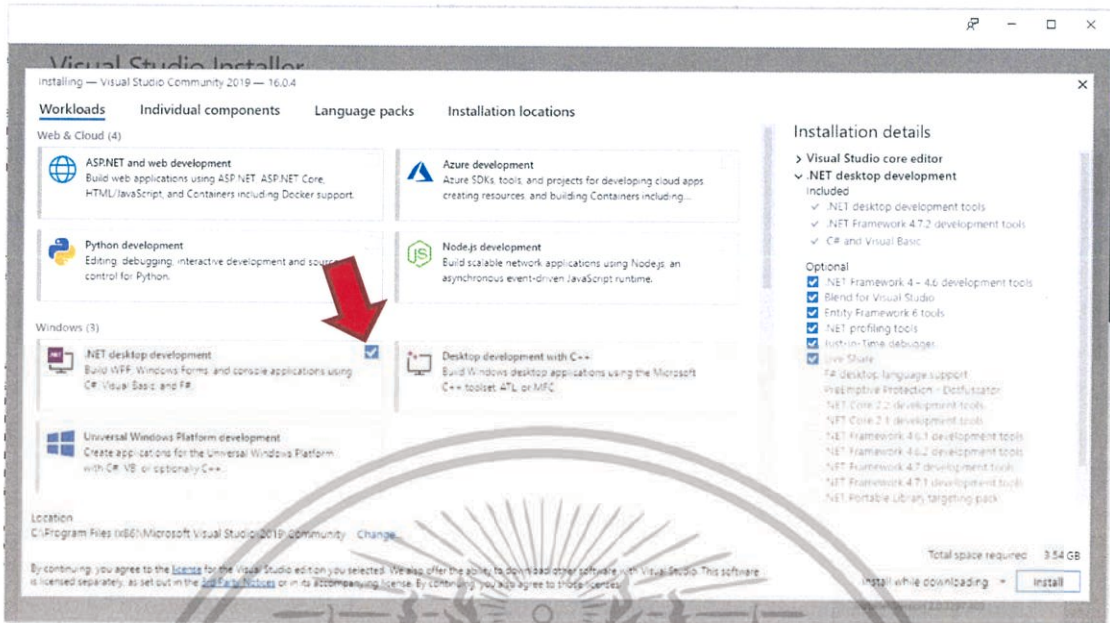 Visual Studio Installer
Installing — Visual Studio Community 2019 — 16.0.4
Workloads Individual components Language packs Installation locations
Web & Cloud (4)
ASP.NET and web development
Build web applications using ASP.NET, ASP.NET Core,
HTML/JavaScript, and Containers including Docker support.
Azure development
Azure SDKs, tools, and projects for developing cloud apps,
creating resources, and building Containers including...
Python development
Editing, debugging, interactive development and source
control for Python.
Node.js development
Build scalable network applications using Node.js, an
asynchronous event-driven JavaScript runtime.
Windows (3)
.NET desktop development
Build WPF, Windows Forms, and console applications using
C#, Visual Basic, and F#.
Desktop development with C++
Build Windows desktop applications using the Microsoft
C++ toolset, ATL, or MFC.
Universal Windows Platform development
Create applications for the Universal Windows Platform
with C#, VB, or optionally C++.
Location
C:\Program Files (x86)\Microsoft Visual Studio\2019\Community Change...
By continuing, you agree to the license for the Visual Studio edition you selected. We also offer the ability to download other software with Visual Studio. This software
is licensed separately, as set out in the 3rd Party Notices or in its accompanying license. By continuing, you also agree to those licenses.
Installation details
Visual Studio core editor
.NET desktop development
Included
.NET desktop development tools
.NET Framework 4.7.2 development tools
C# and Visual Basic
Optional
.NET Framework 4 – 4.6 development tools
Blend for Visual Studio
Entity Framework 6 tools
.NET profiling tools
Just-In-Time debugger
Live Share
F# desktop language support
PreEmptive Protection - Dotfuscator
.NET Core 2.2 development tools
.NET Core 2.1 development tools
.NET Framework 4.6.1 development tools
.NET Framework 4.6.2 development tools
.NET Framework 4.7 development tools
.NET Framework 4.7.1 development tools
.NET Portable Library targeting pack
Total space required 3.54 GB
Install while downloading Install